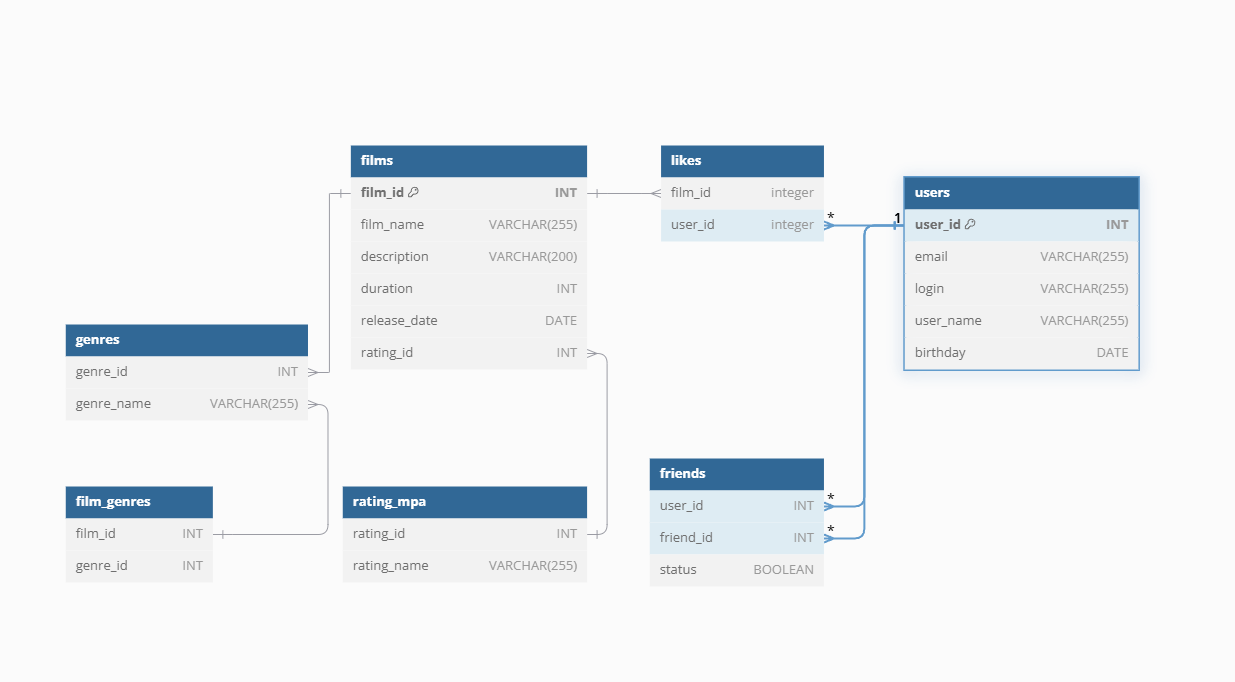 films
film_id INT
film_name VARCHAR(255)
description VARCHAR(200)
duration INT
release_date DATE
rating_id INT
likes
film_id integer
user_id integer
*
1
users
user_id INT
email VARCHAR(255)
login VARCHAR(255)
user_name VARCHAR(255)
birthday DATE
genres
genre_id INT
genre_name VARCHAR(255)
film_genres
film_id INT
genre_id INT
rating_mpa
rating_id INT
rating_name VARCHAR(255)
friends
user_id INT
*
friend_id INT
*
status BOOLEAN